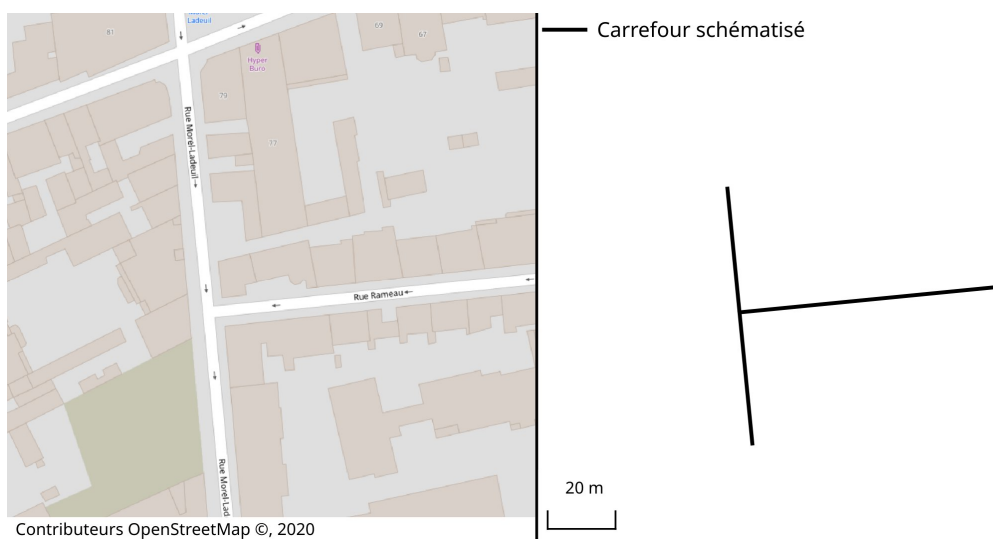 Ladeuil
81
69
67
Hyper
Buro
79
Rue Morel-Ladeuil
73
Rue Rameau
Rue Morel-Lad
Contributeurs OpenStreetMap ©, 2020
Carrefour schématisé
20 m